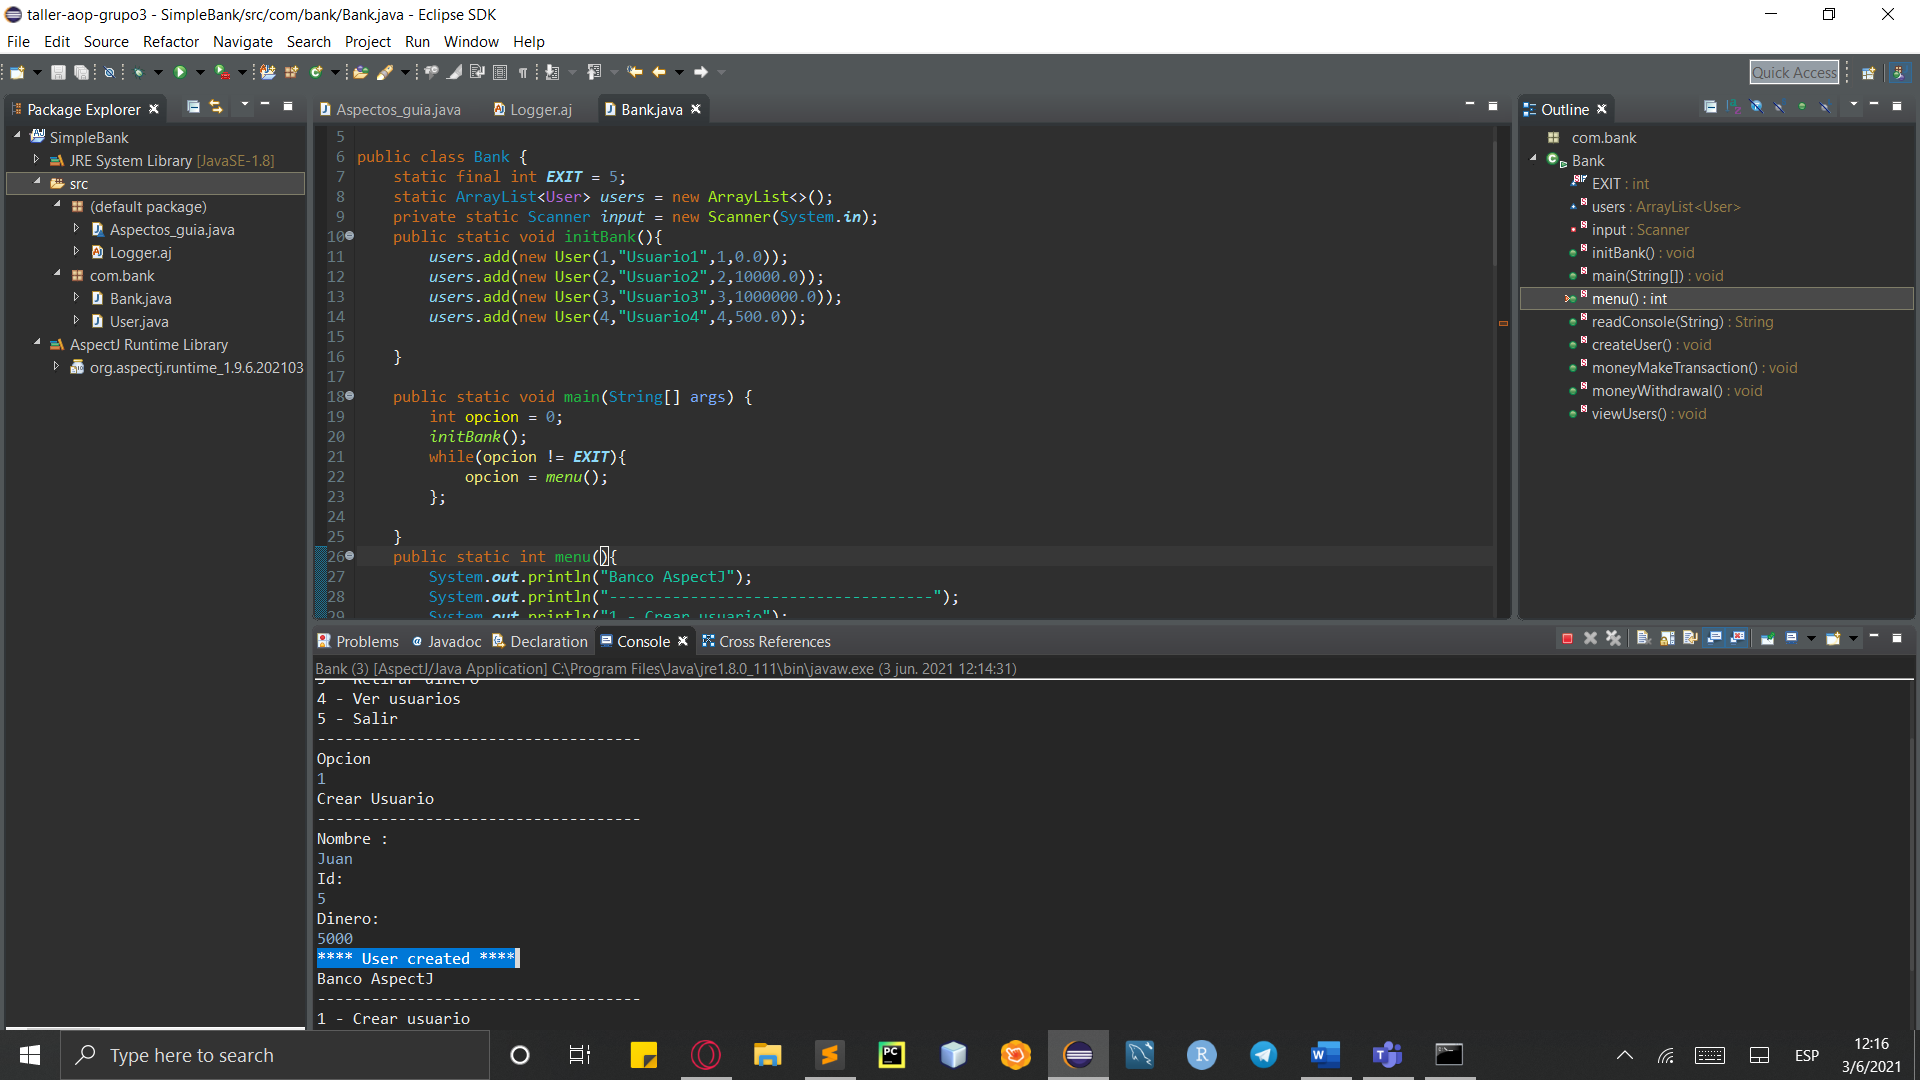 taller-aop-grupo3 - SimpleBank/src/com/bank/Bank.java - Eclipse SDK
File Edit Source Refactor Navigate Search Project Run Window Help
Quick Access
Package Explorer
SimpleBank
JRE System Library [JavaSE-1.8]
src
(default package)
Aspectos_guia.java
Logger.aj
com.bank
Bank.java
User.java
AspectJ Runtime Library
org.aspectj.runtime_1.9.6.202103
Aspectos_guia.java Logger.aj Bank.java
5
6 public class Bank {
7 static final int EXIT = 5;
8 static ArrayList<User> users = new ArrayList<>();
9 private static Scanner input = new Scanner(System.in);
10 public static void initBank(){
11 users.add(new User(1,"Usuario1",1,0.0));
12 users.add(new User(2,"Usuario2",2,10000.0));
13 users.add(new User(3,"Usuario3",3,1000000.0));
14 users.add(new User(4,"Usuario4",4,500.0));
15
16 }
17
18 public static void main(String[] args) {
19 int opcion = 0;
20 initBank();
21 while(opcion != EXIT){
22 opcion = menu();
23 };
24
25 }
26 public static int menu(){
27 System.out.println("Banco AspectJ");
28 System.out.println("------------------------------------");
29 System.out.println("1 - Crear usuario");
Outline
com.bank
Bank
EXIT : int
users : ArrayList<User>
input : Scanner
initBank() : void
main(String[]) : void
menu() : int
readConsole(String) : String
createUser() : void
moneyMakeTransaction() : void
moneyWithdrawal() : void
viewUsers() : void
Problems Javadoc Declaration Console Cross References
Bank (3) [AspectJ/Java Application] C:\Program Files\Java\jre1.8.0_111\bin\javaw.exe (3 jun. 2021 12:14:31)
3 - Retirar dinero
4 - Ver usuarios
5 - Salir
------------------------------------
Opcion
1
Crear Usuario
------------------------------------
Nombre :
Juan
Id:
5
Dinero:
5000
**** User created ****
Banco AspectJ
------------------------------------
1 - Crear usuario
Type here to search
ESP
12:16
3/6/2021